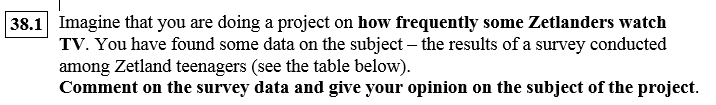 38.1 Imagine that you are doing a project on how frequently some Zetlanders watch
TV. You have found some data on the subject – the results of a survey conducted
among Zetland teenagers (see the table below).
Comment on the survey data and give your opinion on the subject of the project.